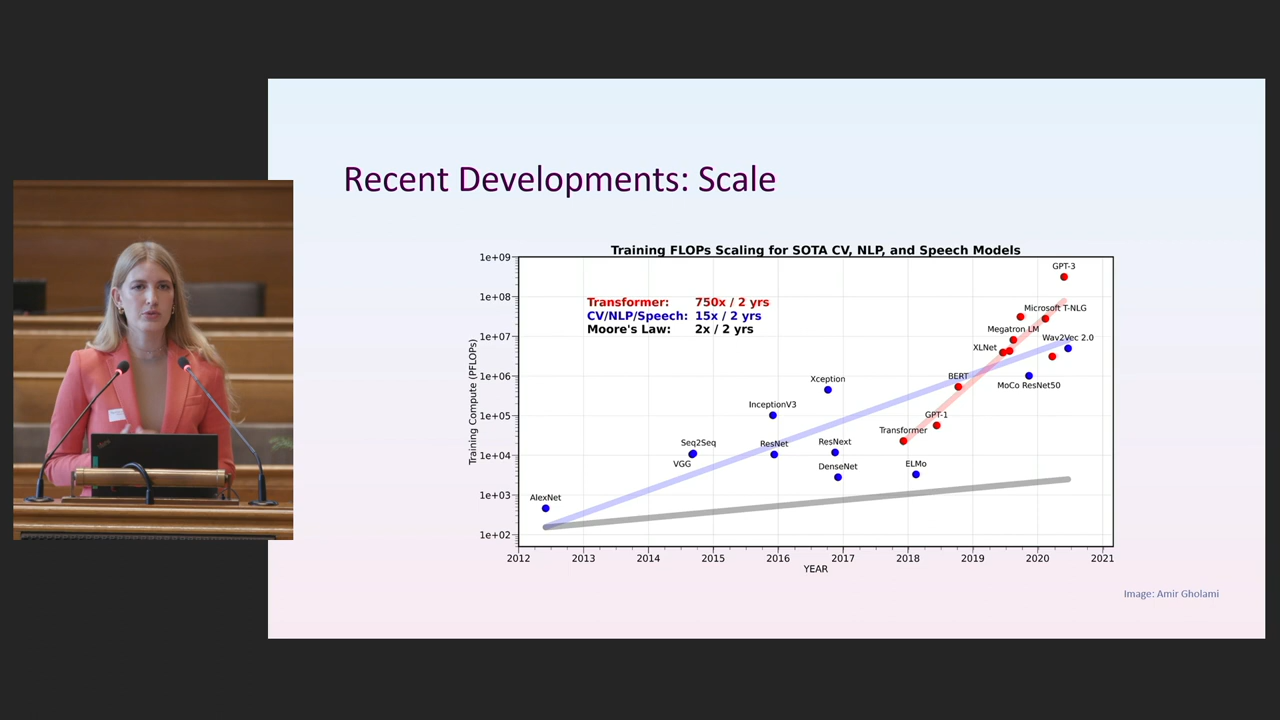 Recent Developments: Scale
Training FLOPs Scaling for SOTA CV, NLP, and Speech Models
Training Compute (PFLOPs)
1e+09
1e+08
1e+07
1e+06
1e+05
1e+04
1e+03
1e+02
Transformer: 750x / 2 yrs
CV/NLP/Speech: 15x / 2 yrs
Moore's Law: 2x / 2 yrs
GPT-3
Microsoft T-NLG
Megatron LM
Wav2Vec 2.0
XLNet
BERT
MoCo ResNet50
Xception
InceptionV3
GPT-1
Transformer
Seq2Seq
ResNet
ResNext
VGG
DenseNet
ELMo
AlexNet
2012 2013 2014 2015 2016 2017 2018 2019 2020 2021
YEAR
Image: Amir Gholami